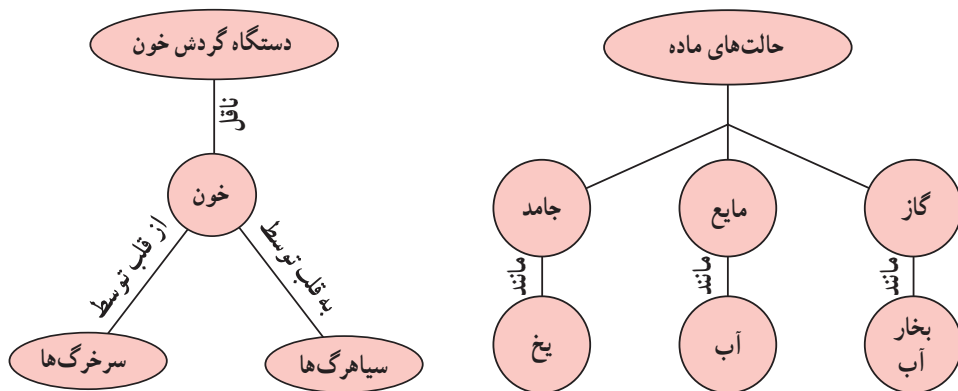 حالت‌های ماده
گاز
مایع
جامد
مانند
مانند
مانند
بخار
آب
آب
یخ
دستگاه گردش خون
ناقل
خون
به قلب توسط
از قلب توسط
سیاهرگ‌ها
سرخرگ‌ها